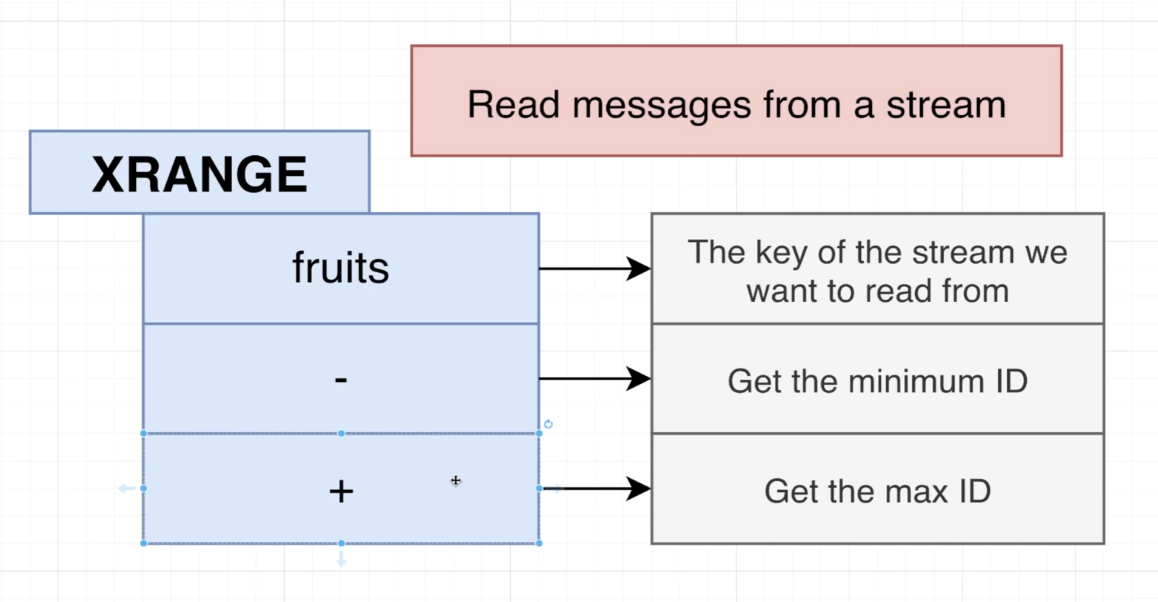 Read messages from a stream
XRANGE
fruits
The key of the stream we
want to read from
-
Get the minimum ID
+
Get the max ID